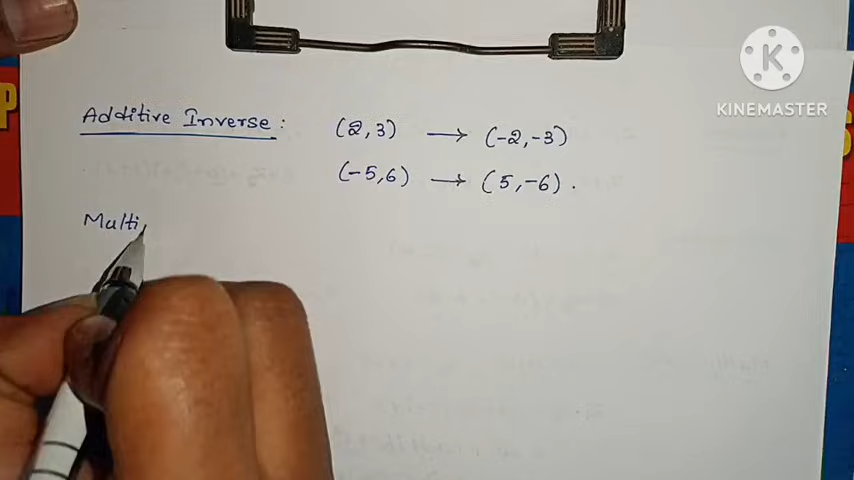 Additive Inverse : (2,3) → (-2,-3)
(-5,6) → (5,-6) .
Multi
K
KINEMASTER
P